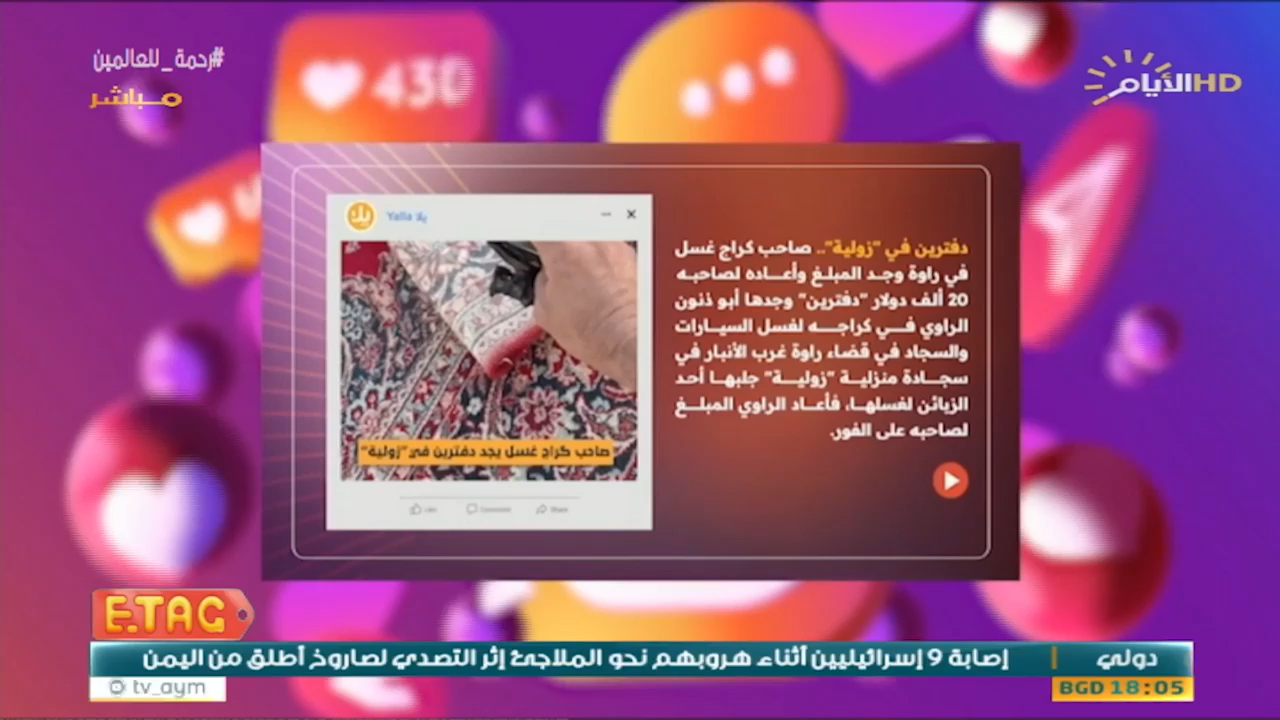 #رحمة_للعالمين
مباشر
الأيام HD
430
يلا Yalla
دفترين في "زولية".. صاحب كراج غسل
في راوة وجد المبلغ وأعاده لصاحبه
20 ألف دولار "دفترين" وجدها أبو ذنون
الراوي في كراجه لغسل السيارات
والسجاد في قضاء راوة غرب الأنبار في
سجادة منزلية "زولية" جلبها أحد
الزبائن لغسلها، فأعاد الراوي المبلغ
لصاحبه على الفور.
صاحب كراج غسل يجد دفترين في "زولية"
Like Comment Share
E.TAG
دولي | إصابة 9 إسرائيليين أثناء هروبهم نحو الملاجئ إثر التصدي لصاروخ أطلق من اليمن
tv_aym
BGD 18:05